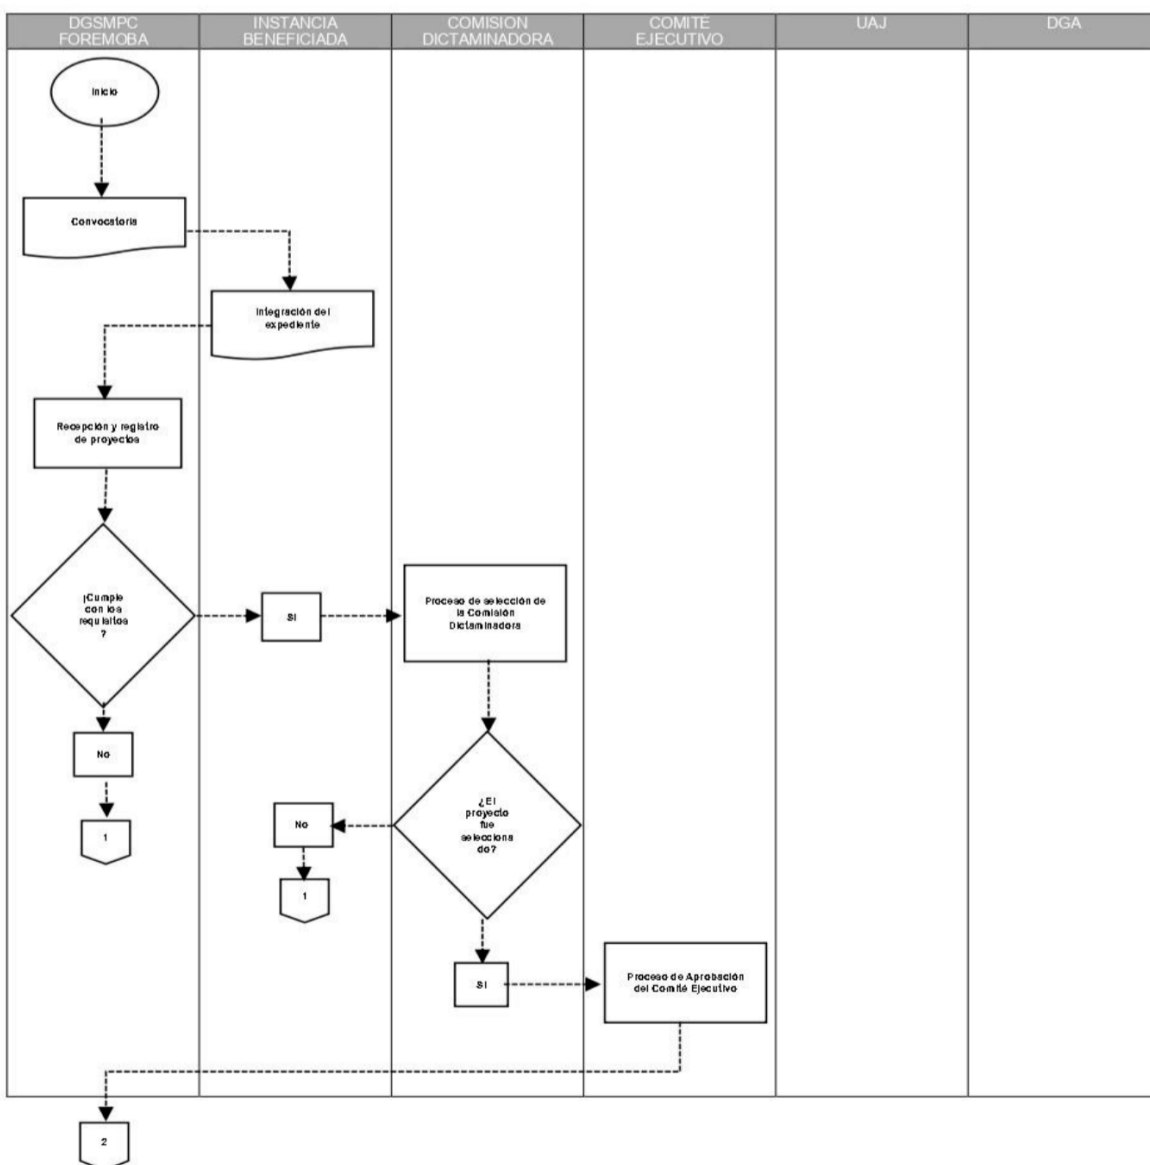 DGSMPC
FOREMOBA
INSTANCIA
BENEFICIADA
COMISION
DICTAMINADORA
COMITÉ
EJECUTIVO
UAJ
DGA
Inicio
Convocatoria
Integración del
expediente
Recepción y registro
de proyectos
¡Cumple
con los
requisitos
?
Si
Proceso de selección de
la Comisión
Dictaminadora
No
1
¿El
proyecto
fue
selecciona
do?
No
1
Si
Proceso de Aprobación
del Comité Ejecutivo
2